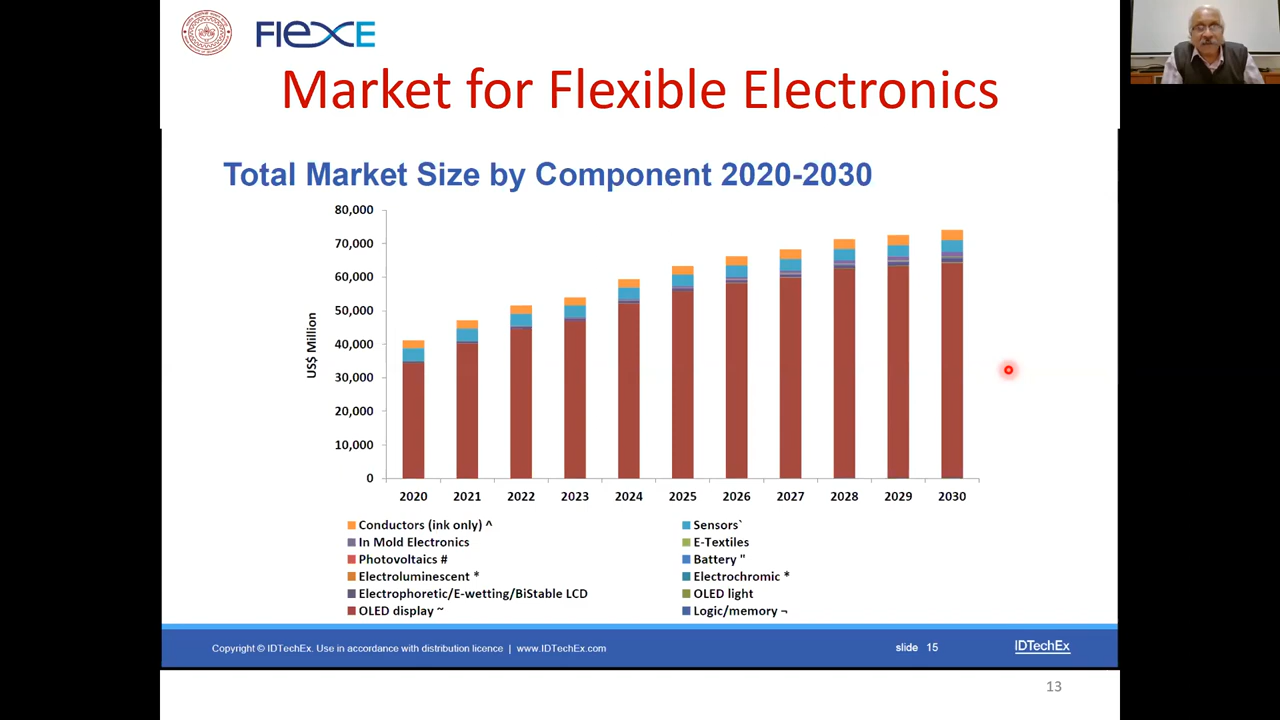 FlexE
Market for Flexible Electronics
Total Market Size by Component 2020-2030
80,000
70,000
60,000
50,000
40,000
30,000
20,000
10,000
0
US$ Million
2020 2021 2022 2023 2024 2025 2026 2027 2028 2029 2030
Conductors (ink only) ^ Sensors`
In Mold Electronics E-Textiles
Photovoltaics # Battery "
Electroluminescent * Electrochromic *
Electrophoretic/E-wetting/BiStable LCD OLED light
OLED display ~ Logic/memory ¬
Copyright © IDTechEx. Use in accordance with distribution licence | www.IDTechEx.com slide 15 IDTechEx
13